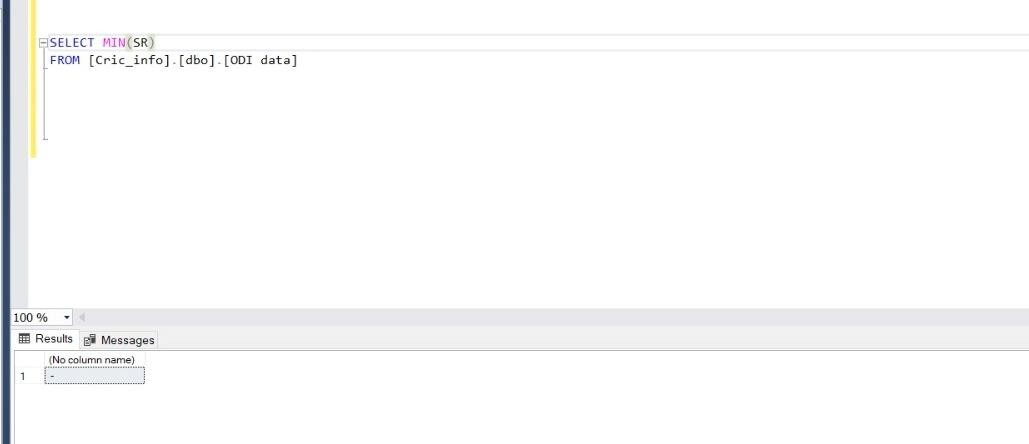 SELECT MIN(SR)
FROM [Cric_info].[dbo].[ODI data]
100 %
Results Messages
(No column name)
1 -